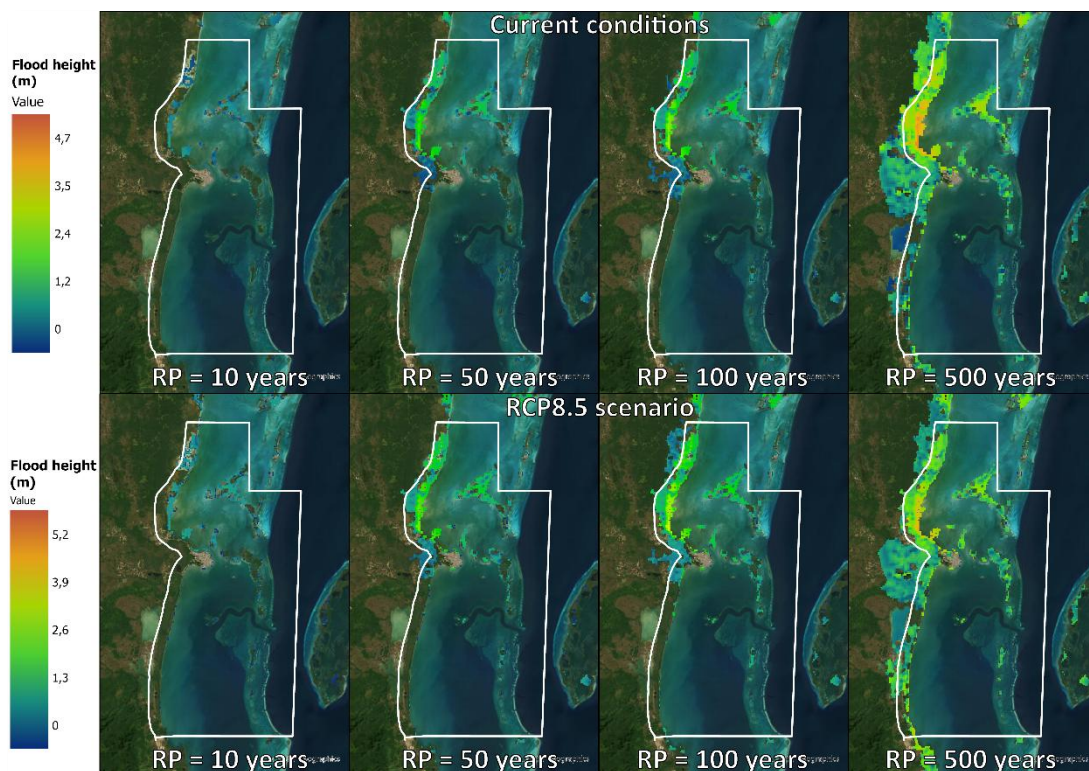 Current conditions
Flood height
(m)
Value
4,7
3,5
2,4
1,2
0
RP = 10 years
RP = 50 years
RP = 100 years
RP = 500 years
RCP8.5 scenario
Flood height
(m)
Value
5,2
3,9
2,6
1,3
0
RP = 10 years
RP = 50 years
RP = 100 years
RP = 500 years